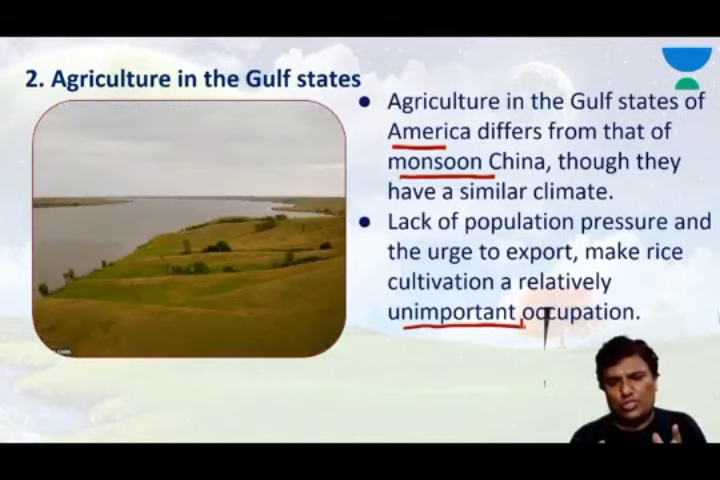 2. Agriculture in the Gulf states
● Agriculture in the Gulf states of
America differs from that of
monsoon China, though they
have a similar climate.
● Lack of population pressure and
the urge to export, make rice
cultivation a relatively
unimportant occupation.